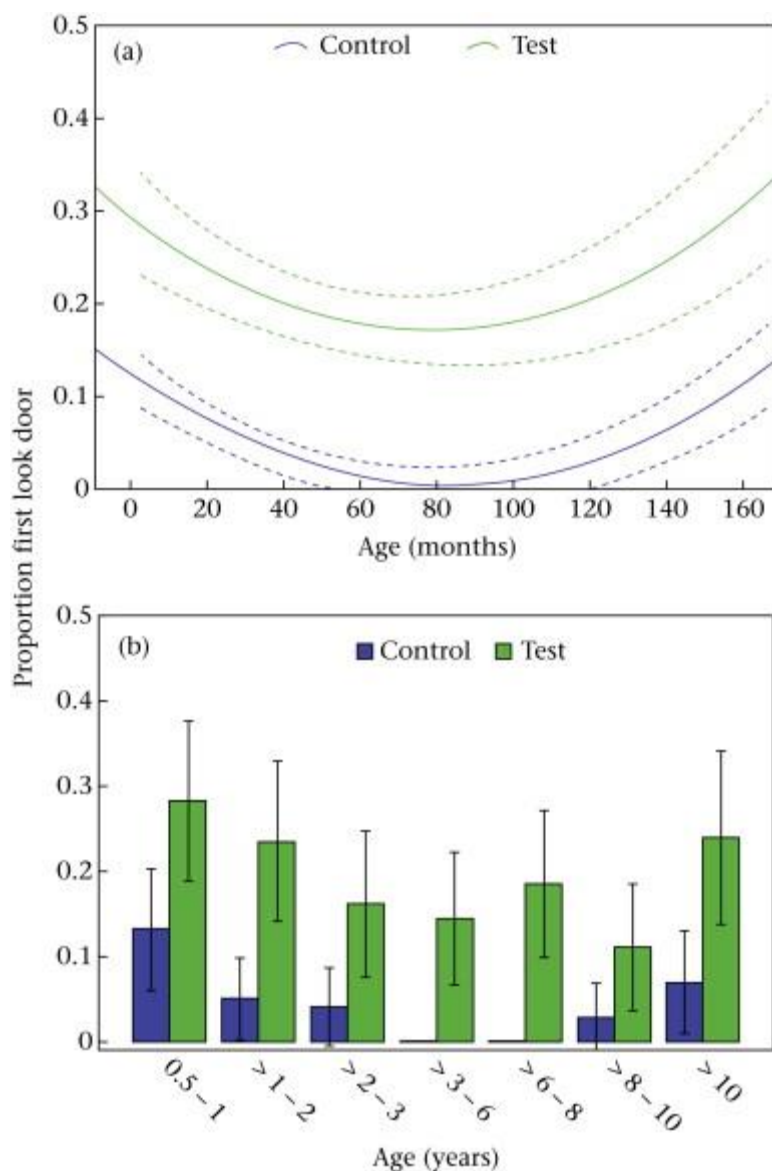 Proportion first look door
(a)
Control Test
0.5
0.4
0.3
0.2
0.1
0
0 20 40 60 80 100 120 140 160
Age (months)
(b)
Control Test
0.5
0.4
0.3
0.2
0.1
0
0.5 – 1 >1 – 2 >2 – 3 >3 – 6 >6 – 8 >8 – 10 >10
Age (years)